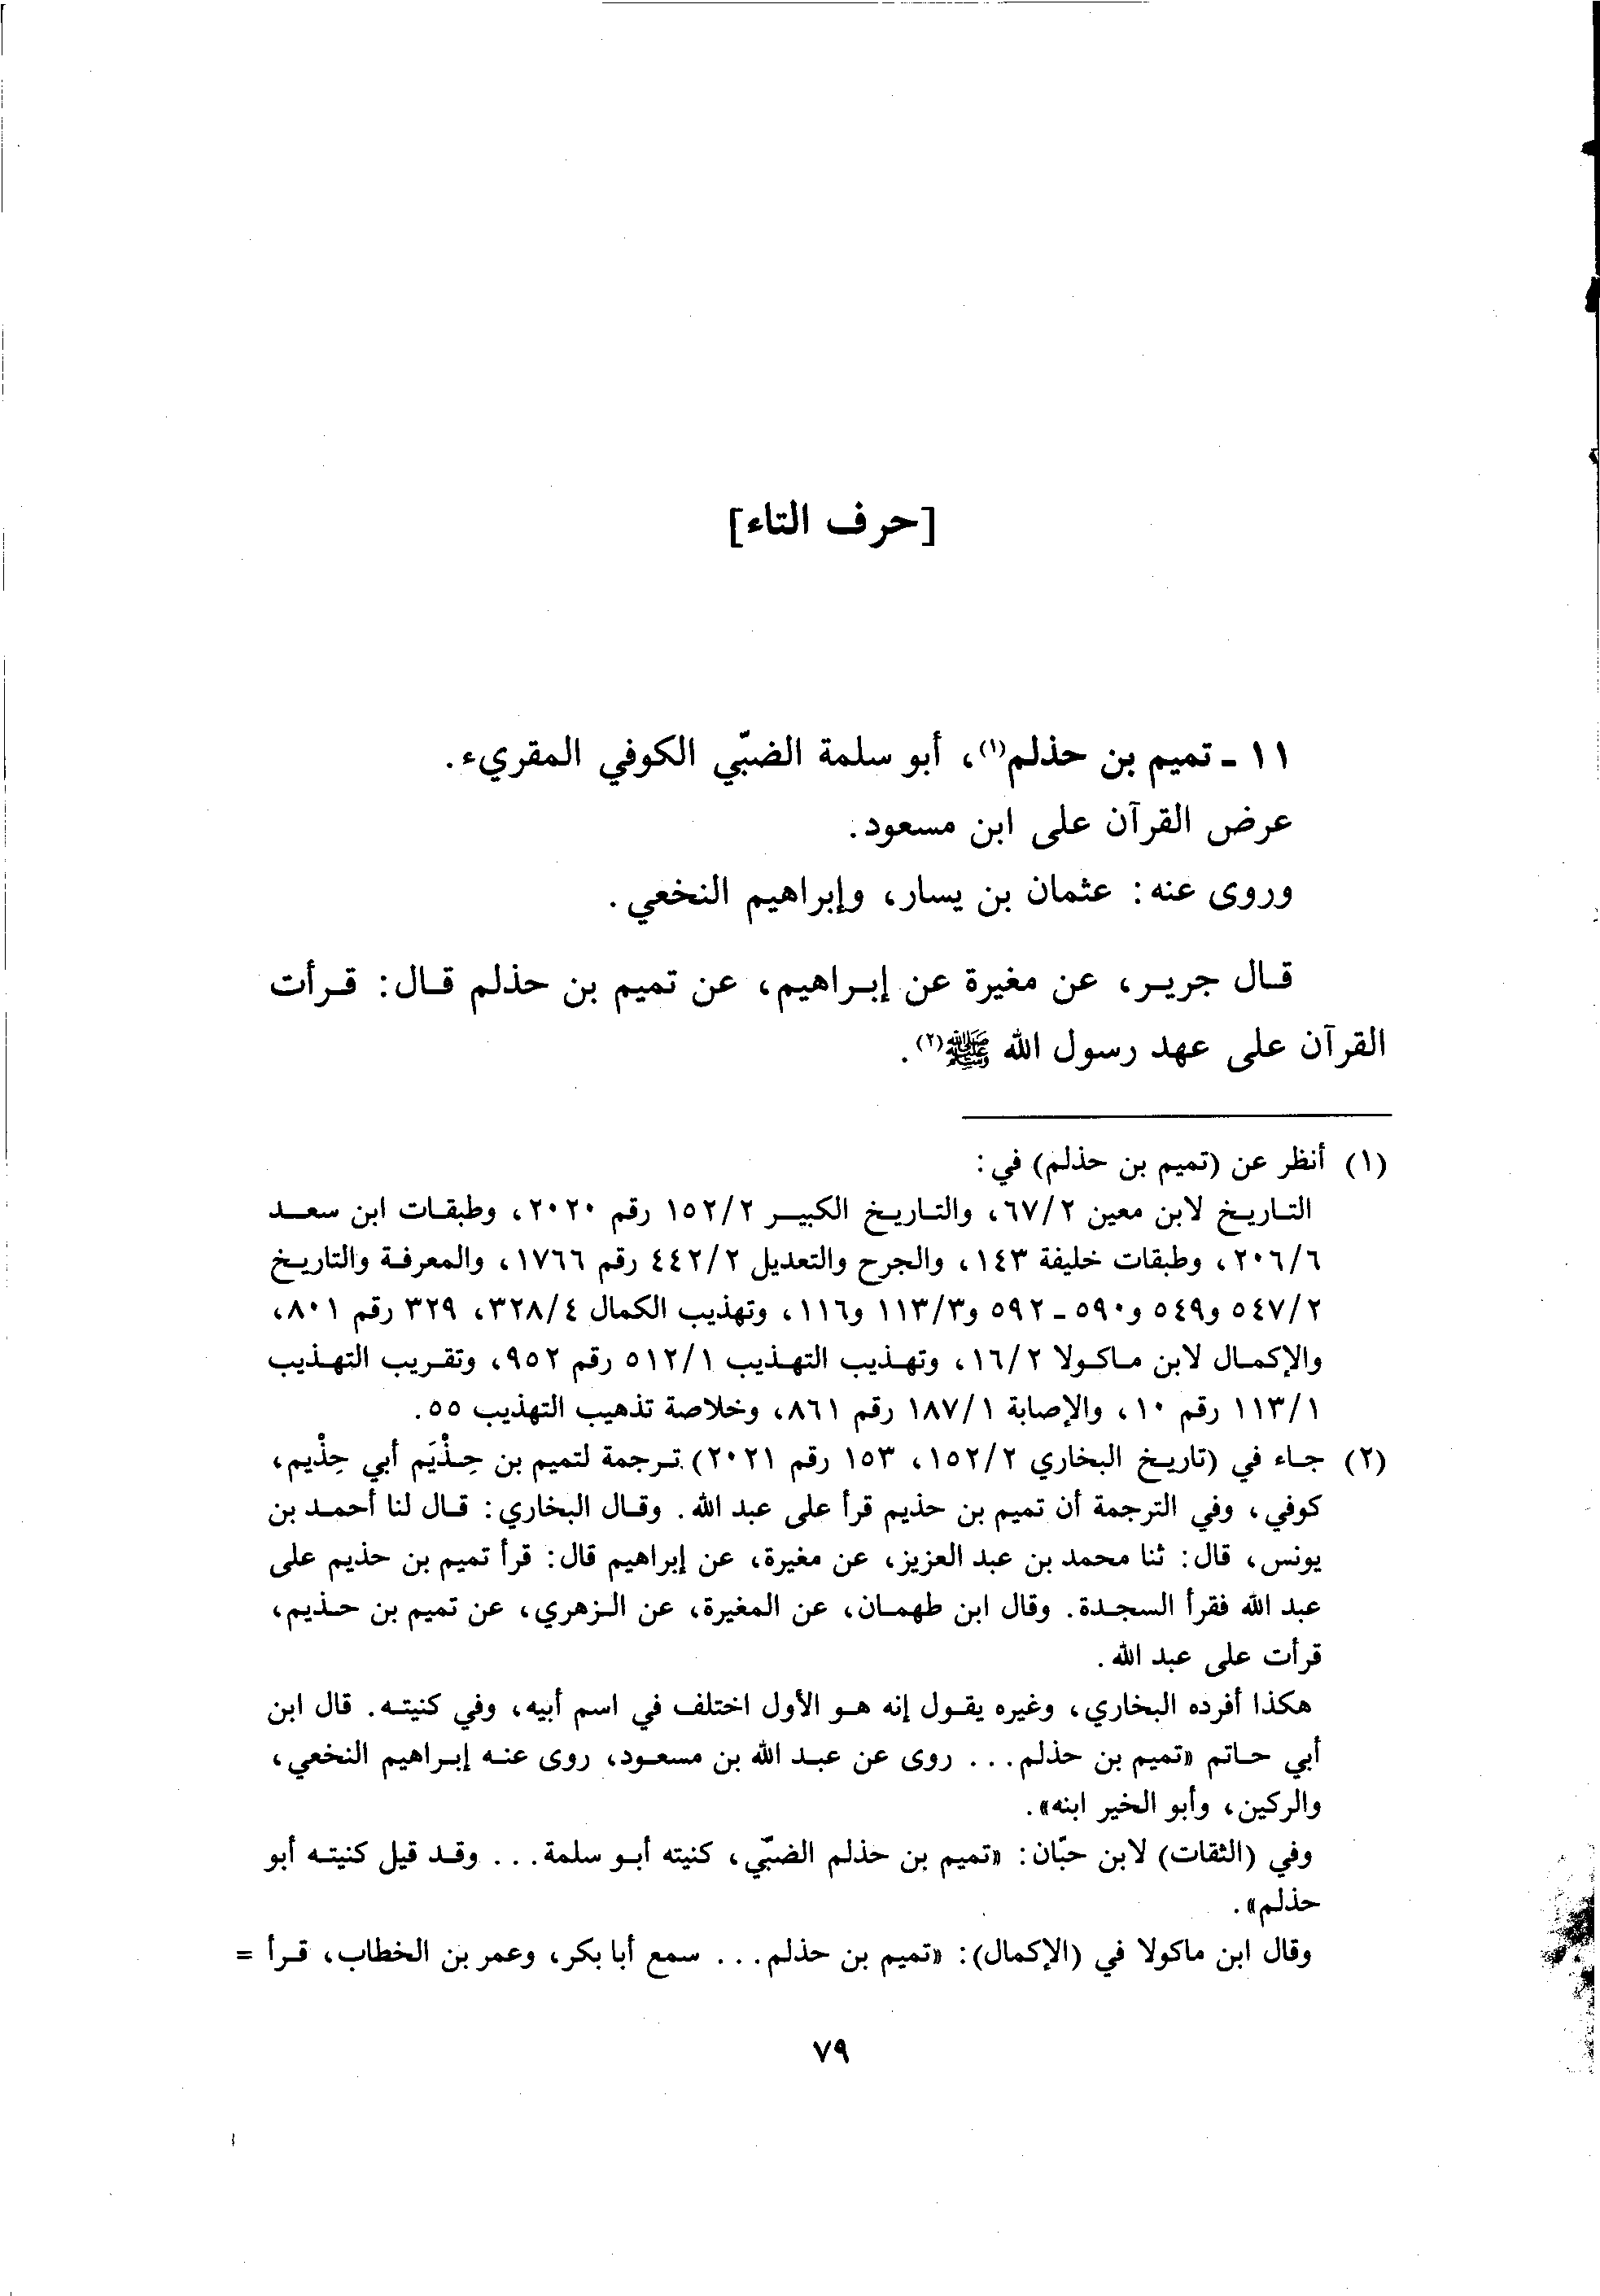 [حرف التاء]
١١ ـ تميم بن حذلم(١)، أبو سلمة الضبّي الكوفي المقريء.
عرض القرآن على ابن مسعود.
وروى عنه: عثمان بن يسار، وإبراهيم النخعي.
قال جرير، عن مغيرة عن إبراهيم، عن تميم بن حذلم قال: قرأت
القرآن على عهد رسول الله ﷺ(٢).
(١) أنظر عن (تميم بن حذلم) في:
التاريخ لابن معين ٦٧/٢، والتاريخ الكبير ١٥٢/٢ رقم ٢٠٢٠، وطبقات ابن سعد
٢٠٦/٦، وطبقات خليفة ١٤٣، والجرح والتعديل ٤٤٢/٢ رقم ١٧٦٦، والمعرفة والتاريخ
٥٤٧/٢ و٥٤٩ و٥٩٠ ـ ٥٩٢ و١١٣/٣ و١١٦، وتهذيب الكمال ٣٢٨/٤، ٣٢٩ رقم ٨٠١،
والإكمال لابن ماكولا ١٦/٢، وتهذيب التهذيب ٥١٢/١ رقم ٩٥٢، وتقريب التهذيب
١١٣/١ رقم ١٠، والإصابة ١٨٧/١ رقم ٨٦١، وخلاصة تذهيب التهذيب ٥٥.
(٢) جاء في (تاريخ البخاري ١٥٢/٢، ١٥٣ رقم ٢٠٢١) ترجمة لتميم بن حِذْيَم أبي حِذْيم،
كوفي، وفي الترجمة أن تميم بن حذيم قرأ على عبد الله. وقال البخاري: قال لنا أحمد بن
يونس، قال: ثنا محمد بن عبد العزيز، عن مغيرة، عن إبراهيم قال: قرأ تميم بن حذيم على
عبد الله فقرأ السجدة. وقال ابن طهمان، عن المغيرة، عن الزهري، عن تميم بن حذيم،
قرأت على عبد الله.
هكذا أفرده البخاري، وغيره يقول إنه هو الأول اختلف في اسم أبيه، وفي كنيته. قال ابن
أبي حاتم «تميم بن حذلم... روى عن عبد الله بن مسعود، روى عنه إبراهيم النخعي،
والركين، وأبو الخير ابنه».
وفي (الثقات) لابن حبّان: «تميم بن حذلم الضبّي، كنيته أبو سلمة... وقد قيل كنيته أبو
حذلم».
وقال ابن ماكولا في (الإكمال): «تميم بن حذلم... سمع أبا بكر، وعمر بن الخطاب، قرأ =
٧٩